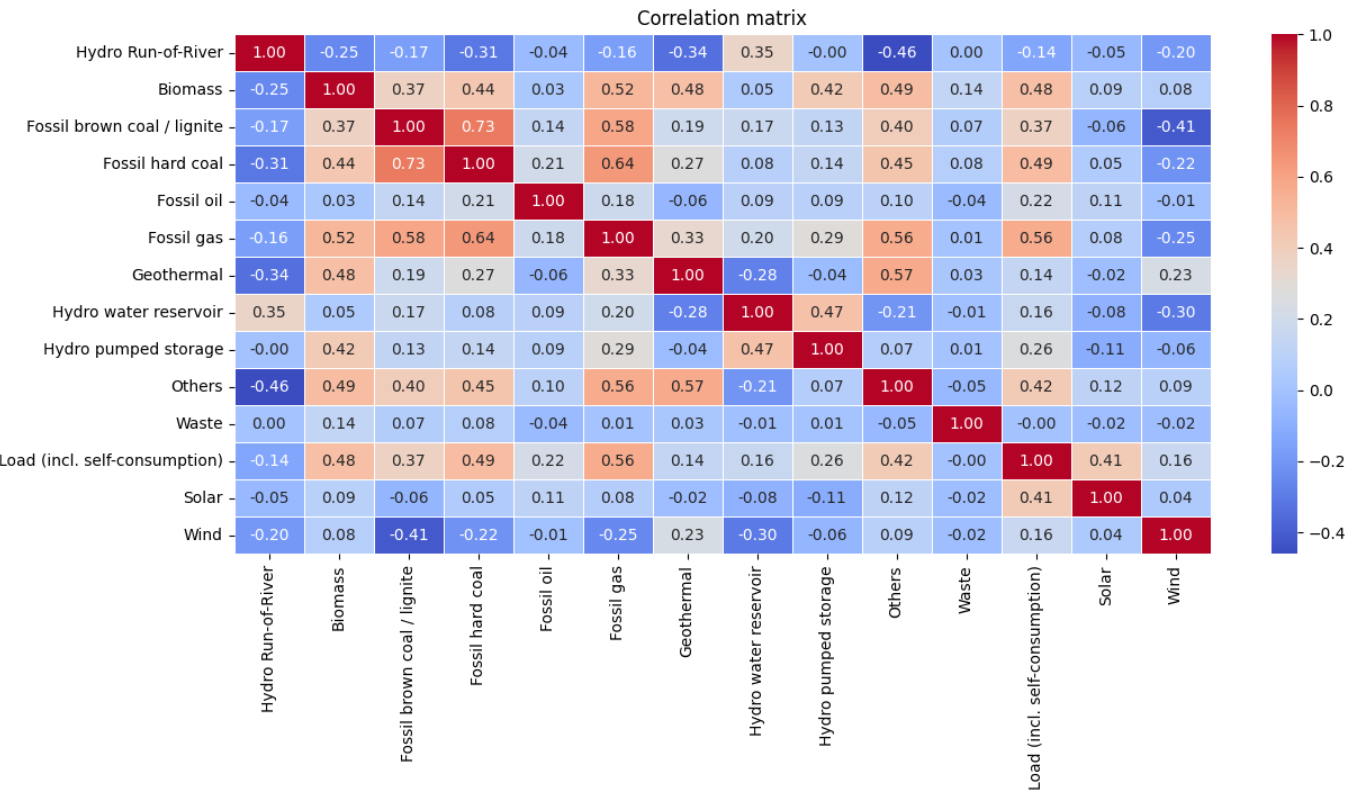 Correlation matrix
Hydro Run-of-River 1.00 -0.25 -0.17 -0.31 -0.04 -0.16 -0.34 0.35 -0.00 -0.46 0.00 -0.14 -0.05 -0.20
Biomass -0.25 1.00 0.37 0.44 0.03 0.52 0.48 0.05 0.42 0.49 0.14 0.48 0.09 0.08
Fossil brown coal / lignite -0.17 0.37 1.00 0.73 0.14 0.58 0.19 0.17 0.13 0.40 0.07 0.37 -0.06 -0.41
Fossil hard coal -0.31 0.44 0.73 1.00 0.21 0.64 0.27 0.08 0.14 0.45 0.08 0.49 0.05 -0.22
Fossil oil -0.04 0.03 0.14 0.21 1.00 0.18 -0.06 0.09 0.09 0.10 -0.04 0.22 0.11 -0.01
Fossil gas -0.16 0.52 0.58 0.64 0.18 1.00 0.33 0.20 0.29 0.56 0.01 0.56 0.08 -0.25
Geothermal -0.34 0.48 0.19 0.27 -0.06 0.33 1.00 -0.28 -0.04 0.57 0.03 0.14 -0.02 0.23
Hydro water reservoir 0.35 0.05 0.17 0.08 0.09 0.20 -0.28 1.00 0.47 -0.21 -0.01 0.16 -0.08 -0.30
Hydro pumped storage -0.00 0.42 0.13 0.14 0.09 0.29 -0.04 0.47 1.00 0.07 0.01 0.26 -0.11 -0.06
Others -0.46 0.49 0.40 0.45 0.10 0.56 0.57 -0.21 0.07 1.00 -0.05 0.42 0.12 0.09
Waste 0.00 0.14 0.07 0.08 -0.04 0.01 0.03 -0.01 0.01 -0.05 1.00 -0.00 -0.02 -0.02
Load (incl. self-consumption) -0.14 0.48 0.37 0.49 0.22 0.56 0.14 0.16 0.26 0.42 -0.00 1.00 0.41 0.16
Solar -0.05 0.09 -0.06 0.05 0.11 0.08 -0.02 -0.08 -0.11 0.12 -0.02 0.41 1.00 0.04
Wind -0.20 0.08 -0.41 -0.22 -0.01 -0.25 0.23 -0.30 -0.06 0.09 -0.02 0.16 0.04 1.00
Hydro Run-of-River
Biomass
Fossil brown coal / lignite
Fossil hard coal
Fossil oil
Fossil gas
Geothermal
Hydro water reservoir
Hydro pumped storage
Others
Waste
Load (incl. self-consumption)
Solar
Wind
1.0
0.8
0.6
0.4
0.2
0.0
−0.2
−0.4